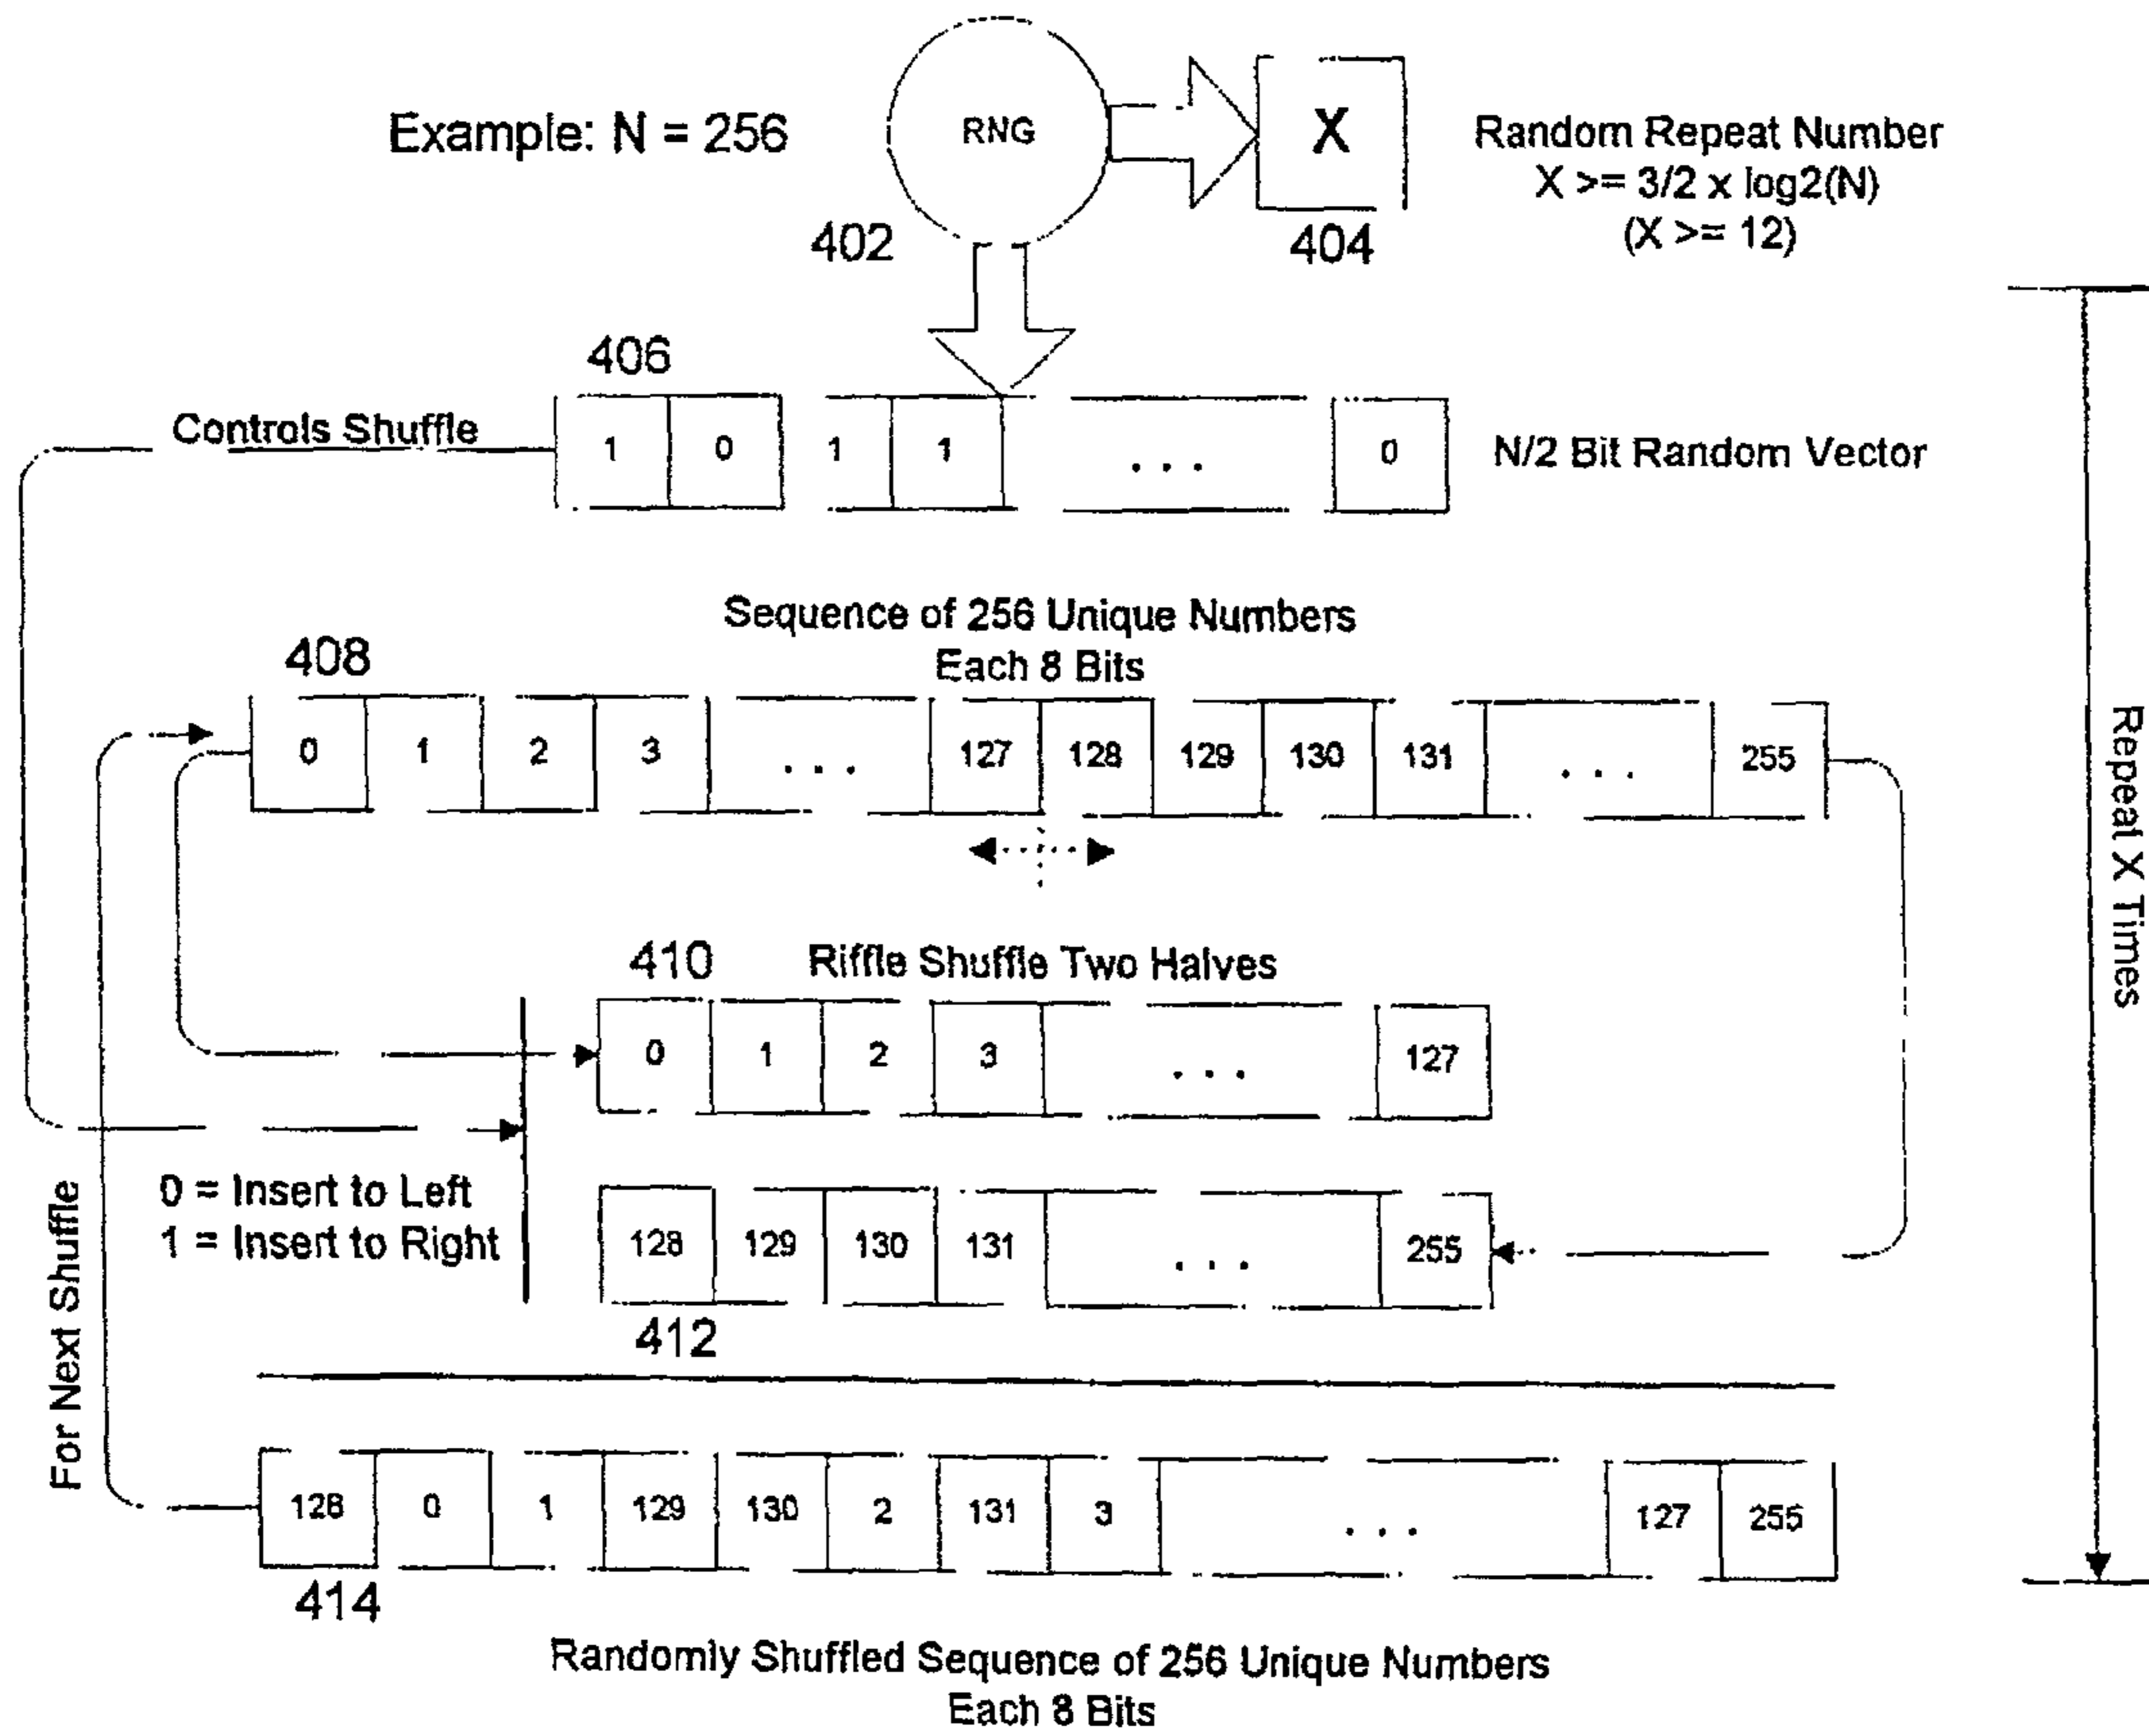 Example: N = 256
RNG
X
Random Repeat Number
X >= 3/2 x log2(N)
(X >= 12)
402
404
406
Controls Shuffle
1 0 1 1 ... 0
N/2 Bit Random Vector
Sequence of 256 Unique Numbers
Each 8 Bits
408
0 1 2 3 ... 127 128 129 130 131 ... 255
Repeat X Times
410
Riffle Shuffle Two Halves
0 1 2 3 ... 127
0 = Insert to Left
1 = Insert to Right
128 129 130 131 ... 255
412
For Next Shuffle
128 0 1 129 130 2 131 3 ... 127 255
414
Randomly Shuffled Sequence of 256 Unique Numbers
Each 8 Bits